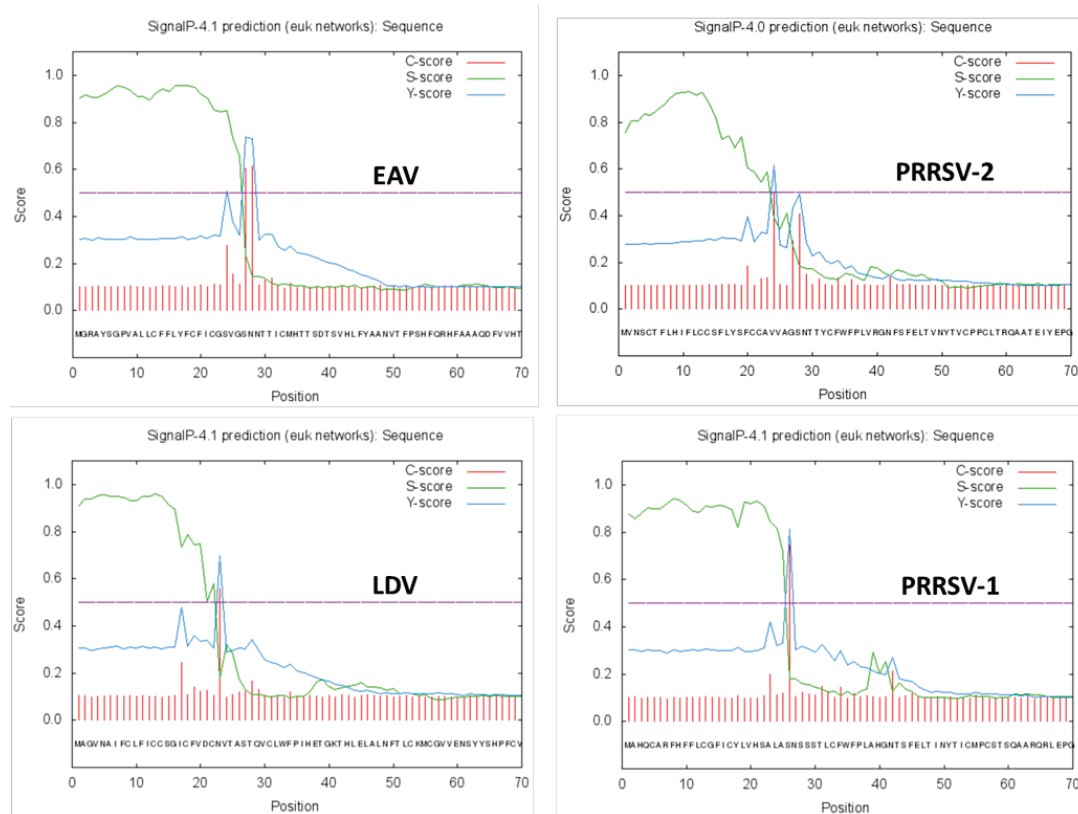 SignalP-4.1 prediction (euk networks): Sequence
C-score
S-score
Y-score
1.0
0.8
0.6
0.4
0.2
0.0
Score
EAV
MGRAYSGPVALLCFFLYFCFICGSVGSNNTTICMHTTSDTSVHLFYAANVTFPSHFQRHFAAAQDFVVHT
0 10 20 30 40 50 60 70
Position
SignalP-4.0 prediction (euk networks): Sequence
C-score
S-score
Y-score
1.0
0.8
0.6
0.4
0.2
0.0
Score
PRRSV-2
MVNSCTFLHIFLCCSFLYSFCCAVVAGSNTTYCFWFPLVRGNFSFELTVNYTVCPPCLTRQAATEIYEPG
0 10 20 30 40 50 60 70
Position
SignalP-4.1 prediction (euk networks): Sequence
C-score
S-score
Y-score
1.0
0.8
0.6
0.4
0.2
0.0
Score
LDV
MAGVNAIFCLFICCSGICFVDCNVTASTQVCLWFPIHETGKTHLELALNFTLCKMCGVVENSYYSHPFCV
0 10 20 30 40 50 60 70
Position
SignalP-4.1 prediction (euk networks): Sequence
C-score
S-score
Y-score
1.0
0.8
0.6
0.4
0.2
0.0
Score
PRRSV-1
MAHQCARFHFFLCGFICYLVHSALASNSSSTLCFWFPLAHGNTSFELTINYTICMPCSTSQAARQRLEPG
0 10 20 30 40 50 60 70
Position